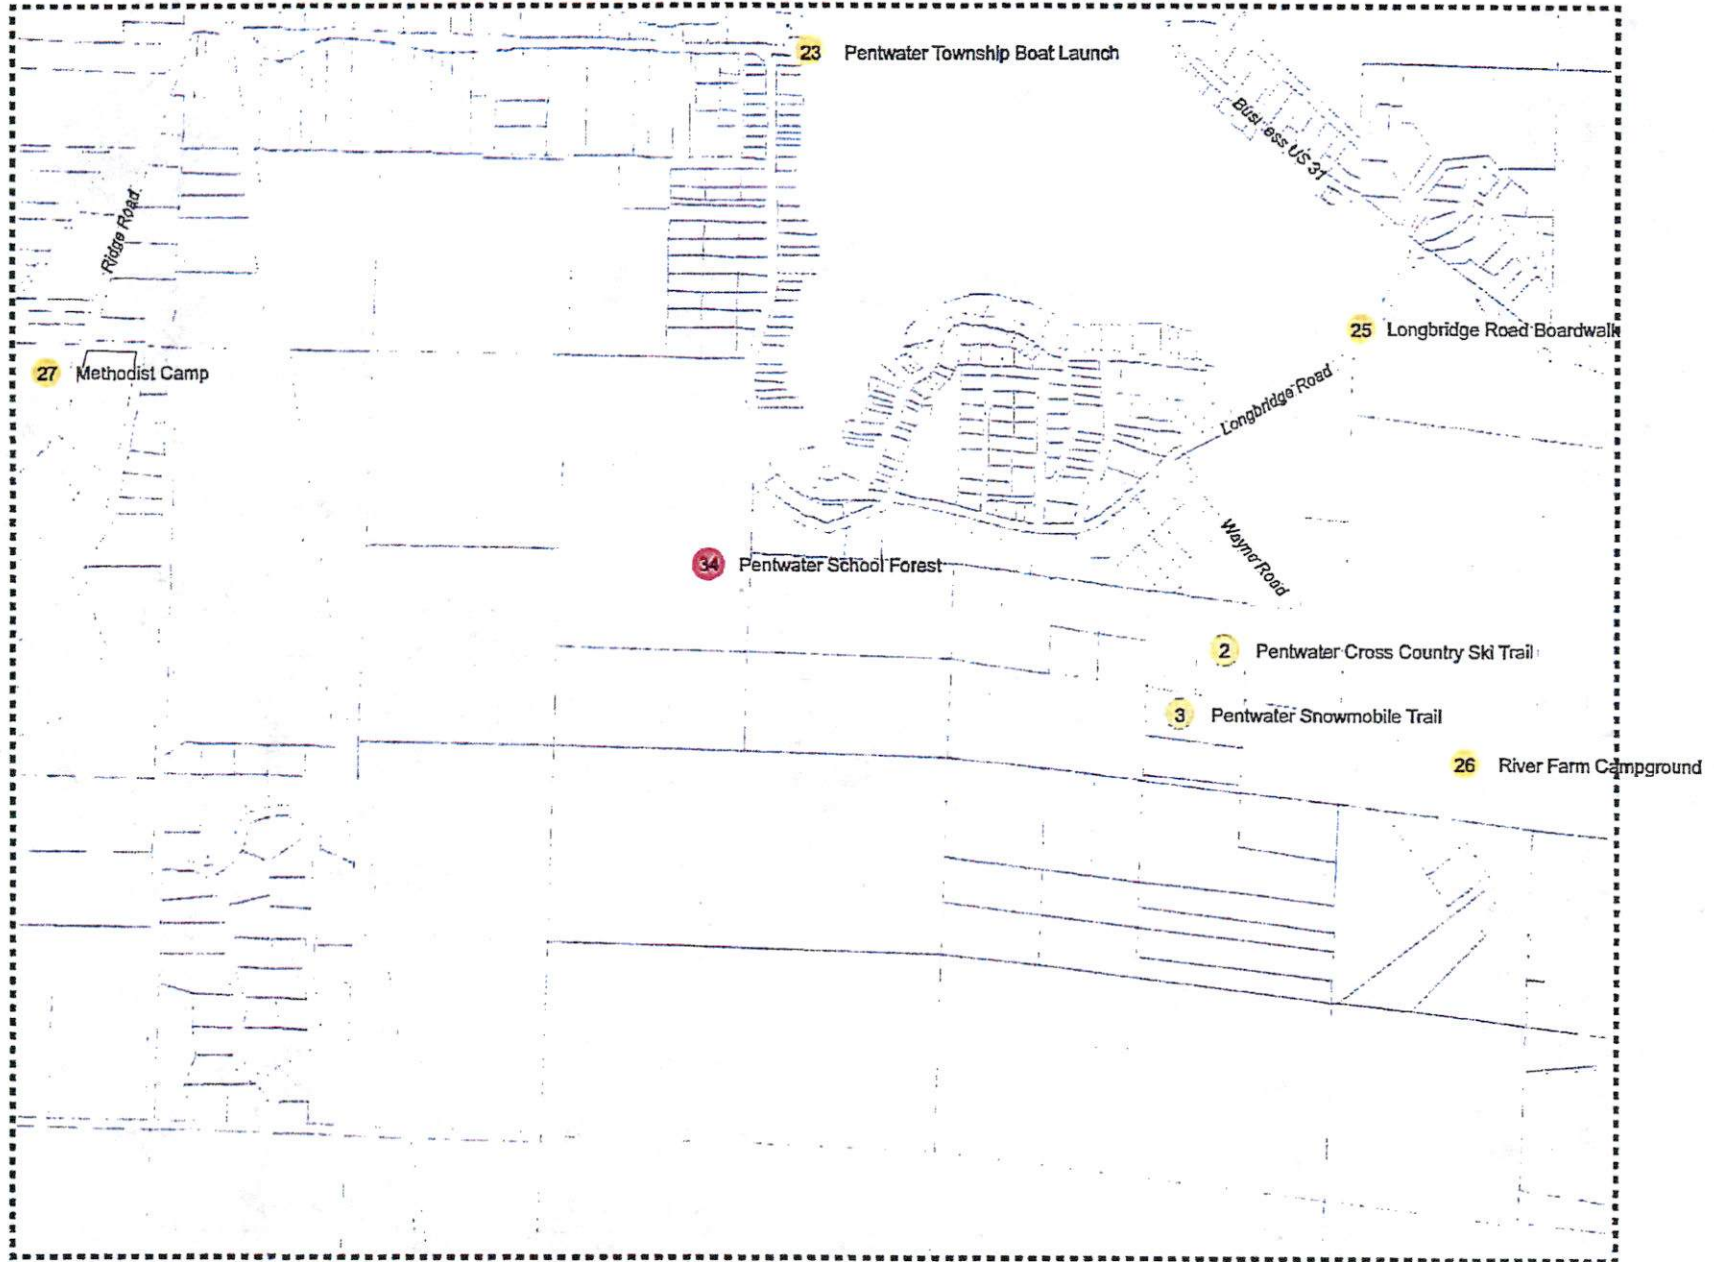 23 Pentwater Township Boat Launch
Business US 31
Ridge Road
25 Longbridge Road Boardwalk
27 Methodist Camp
Longbridge Road
34 Pentwater School Forest
Wayne Road
2 Pentwater Cross Country Ski Trail
3 Pentwater Snowmobile Trail
26 River Farm Campground